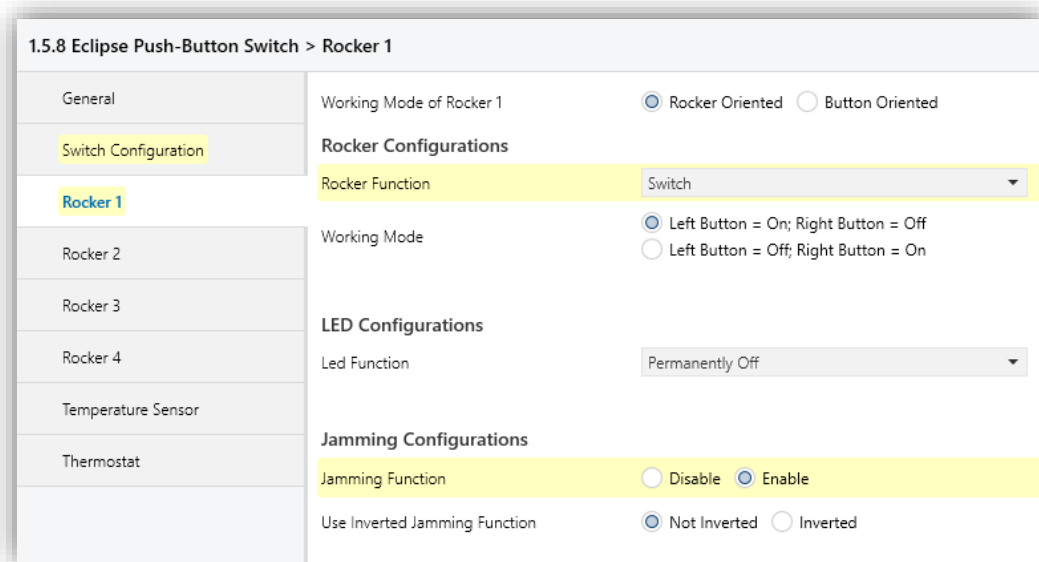 1.5.8 Eclipse Push-Button Switch > Rocker 1
General
Switch Configuration
Rocker 1
Rocker 2
Rocker 3
Rocker 4
Temperature Sensor
Thermostat
Working Mode of Rocker 1 Rocker Oriented Button Oriented
Rocker Configurations
Rocker Function Switch
Working Mode Left Button = On; Right Button = Off
Left Button = Off; Right Button = On
LED Configurations
Led Function Permanently Off
Jamming Configurations
Jamming Function Disable Enable
Use Inverted Jamming Function Not Inverted Inverted